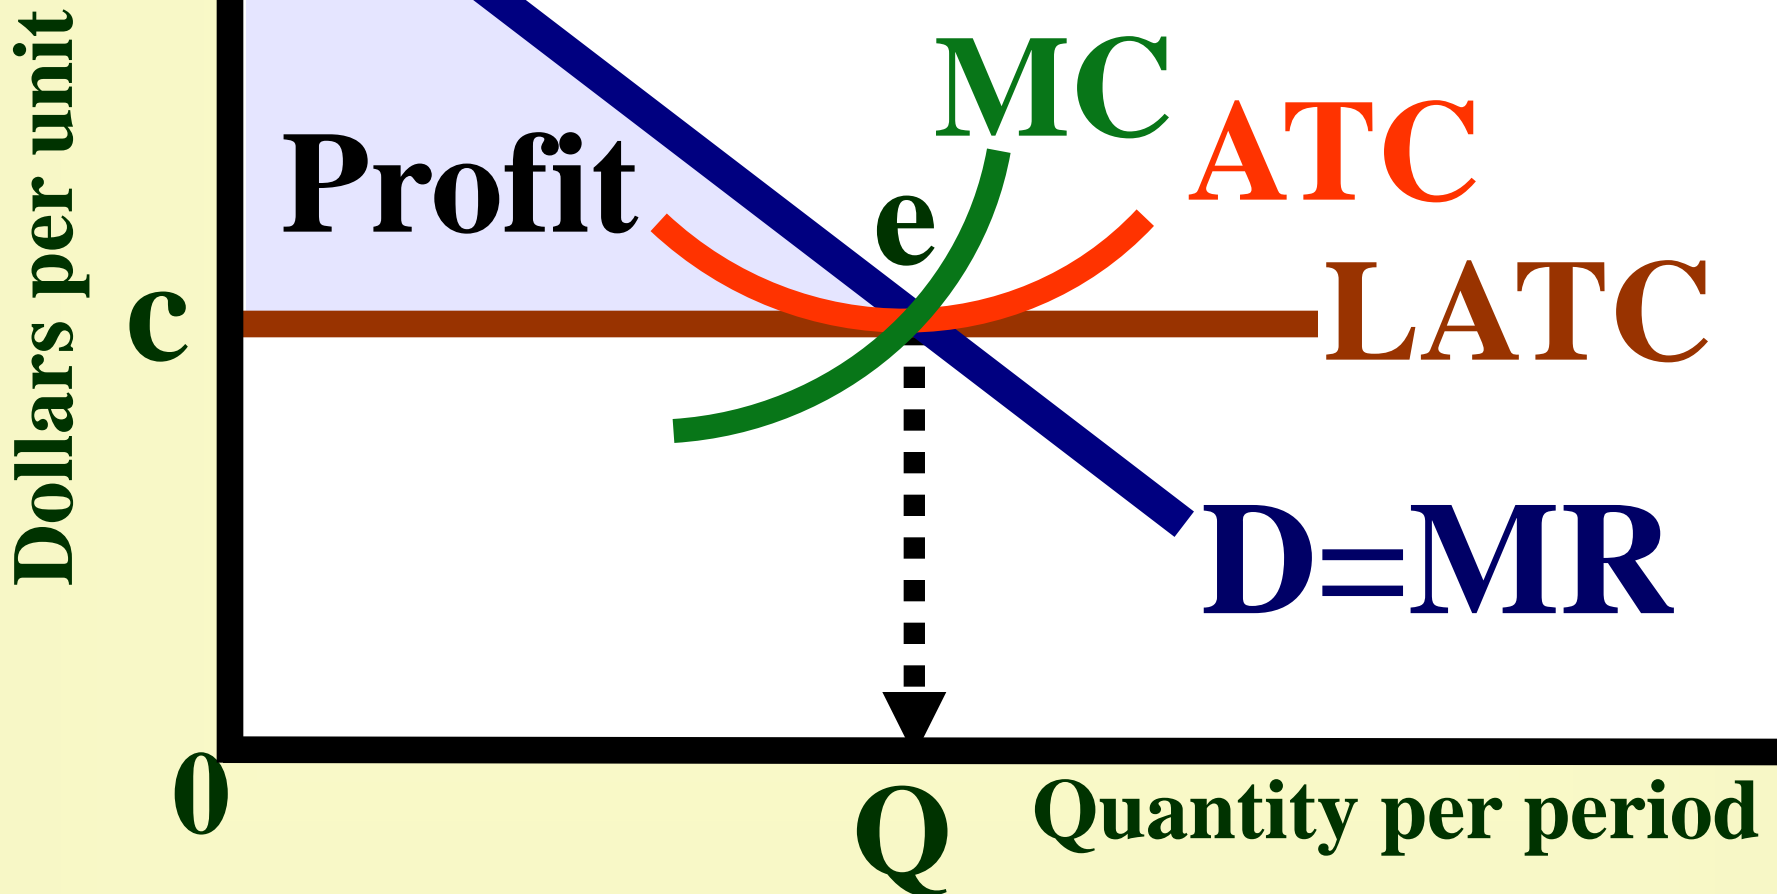 Dollars per unit
MC
ATC
Profit
e
c
LATC
D=MR
0
Q
Quantity per period